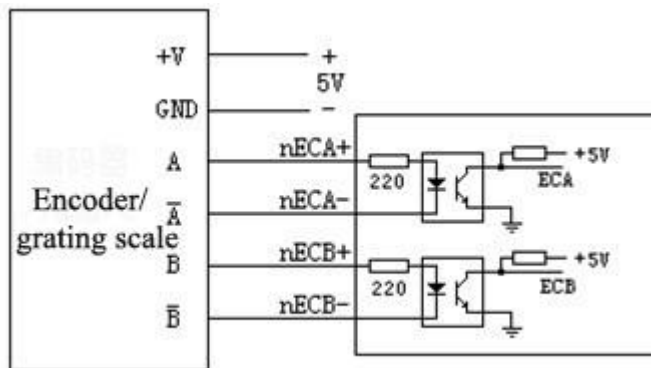 +V
+
5V
GND
-
A
nECA+
220
+5V
ECA
Encoder/
grating scale
A̅
nECA-
B
nECB+
220
+5V
ECB
B̅
nECB-